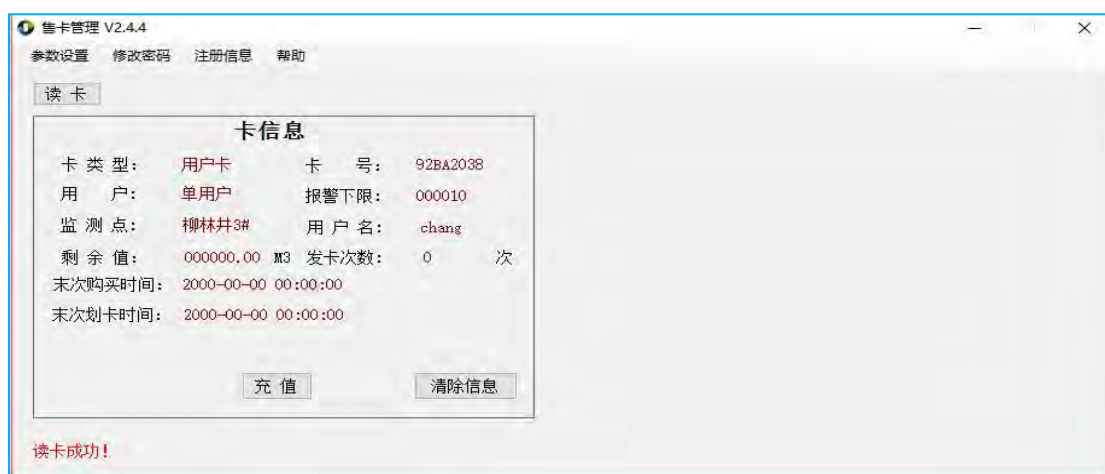 售卡管理 V2.4.4
参数设置 修改密码 注册信息 帮助
读 卡
卡信息
卡 类 型： 用户卡 卡 号： 92BA2038
用 户： 单用户 报警下限： 000010
监 测 点： 柳林井3# 用 户 名： chang
剩 余 值： 000000.00 M3 发卡次数： 0 次
末次购买时间： 2000-00-00 00:00:00
末次划卡时间： 2000-00-00 00:00:00
充 值 清除信息
读卡成功！